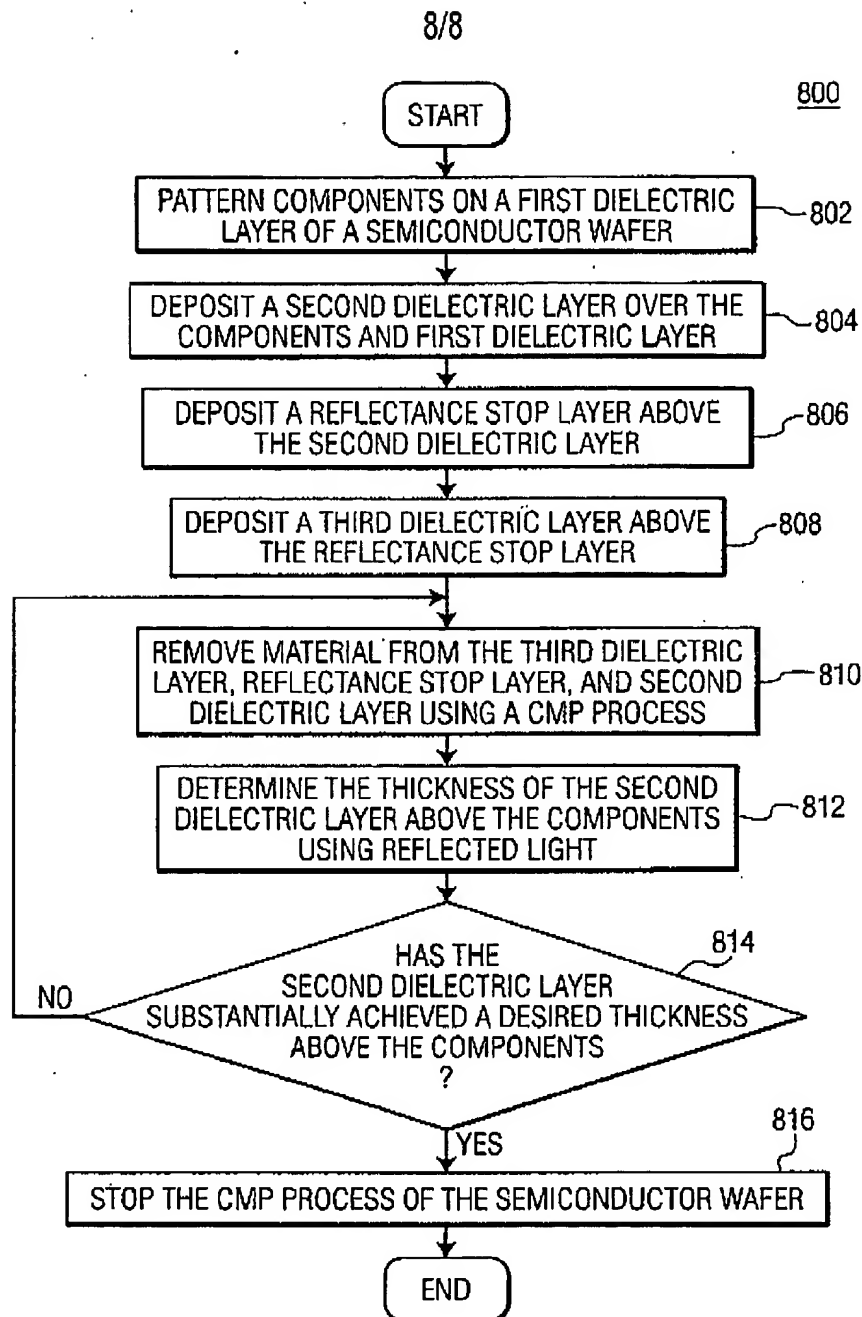 8/8
800
START
PATTERN COMPONENTS ON A FIRST DIELECTRIC
LAYER OF A SEMICONDUCTOR WAFER
802
DEPOSIT A SECOND DIELECTRIC LAYER OVER THE
COMPONENTS AND FIRST DIELECTRIC LAYER
804
DEPOSIT A REFLECTANCE STOP LAYER ABOVE
THE SECOND DIELECTRIC LAYER
806
DEPOSIT A THIRD DIELECTRIC LAYER ABOVE
THE REFLECTANCE STOP LAYER
808
REMOVE MATERIAL FROM THE THIRD DIELECTRIC
LAYER, REFLECTANCE STOP LAYER, AND SECOND
DIELECTRIC LAYER USING A CMP PROCESS
810
DETERMINE THE THICKNESS OF THE SECOND
DIELECTRIC LAYER ABOVE THE COMPONENTS
USING REFLECTED LIGHT
812
HAS THE
SECOND DIELECTRIC LAYER
SUBSTANTIALLY ACHIEVED A DESIRED THICKNESS
ABOVE THE COMPONENTS
?
814
NO
YES
816
STOP THE CMP PROCESS OF THE SEMICONDUCTOR WAFER
END